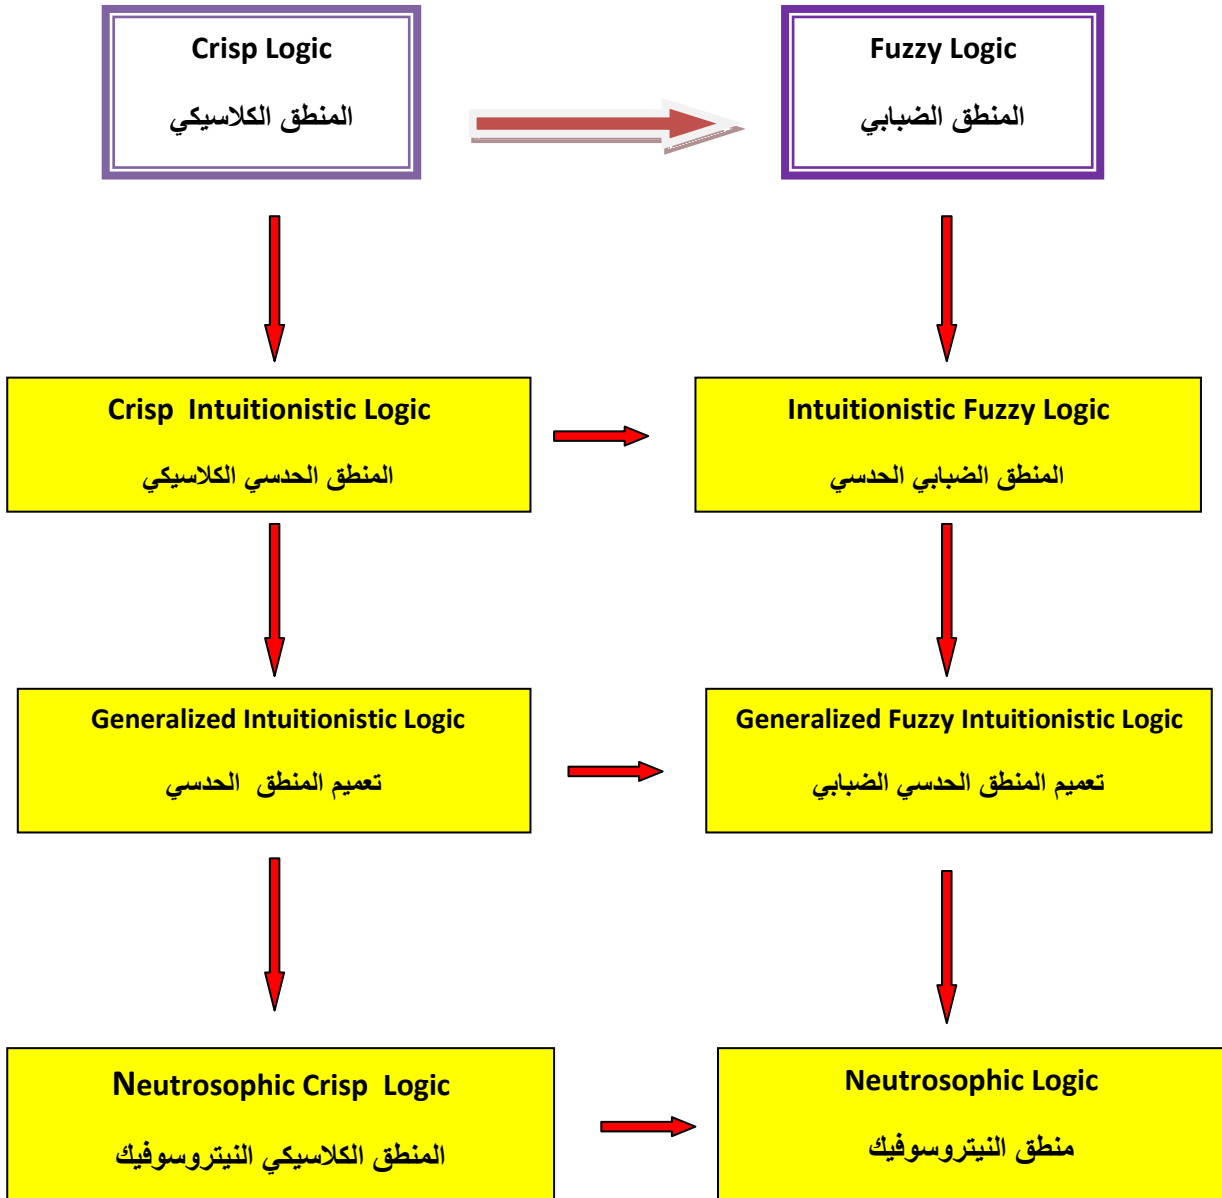 Crisp Logic
المنطق الكلاسيكي
Fuzzy Logic
المنطق الضبابي
Crisp  Intuitionistic Logic
المنطق الحدسي الكلاسيكي
Intuitionistic Fuzzy Logic
المنطق الضبابي الحدسي
Generalized Intuitionistic Logic
تعميم المنطق  الحدسي
Generalized Fuzzy Intuitionistic Logic
تعميم المنطق الحدسي الضبابي
Neutrosophic Crisp  Logic
المنطق الكلاسيكي النيتروسوفيك
Neutrosophic Logic
منطق النيتروسوفيك